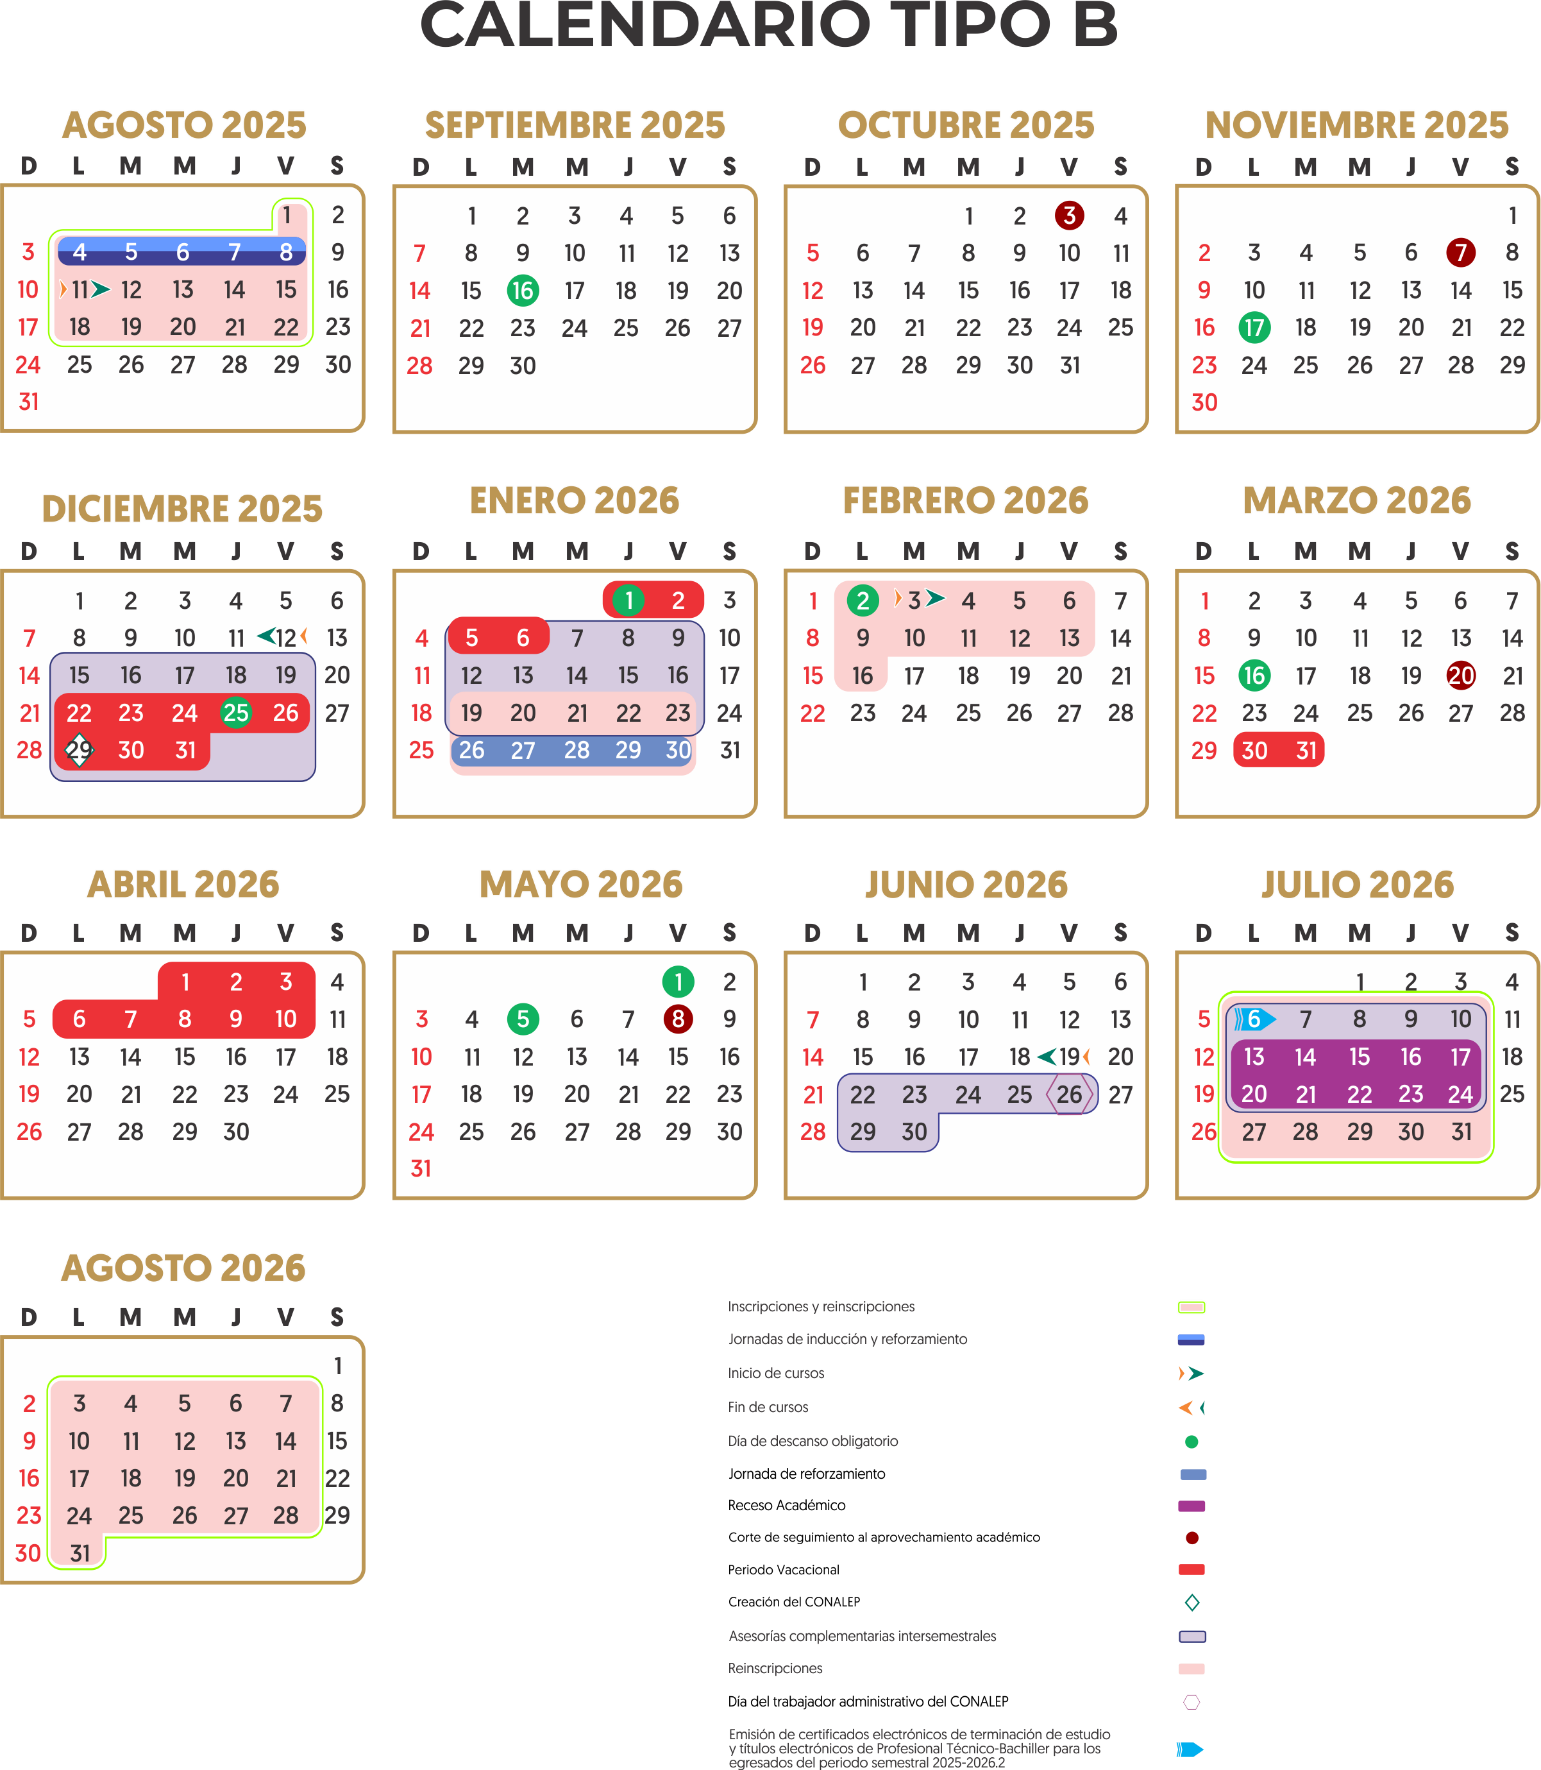 CALENDARIO TIPO B
AGOSTO 2025
D L M M J V S
1 2
3 4 5 6 7 8 9
10 11 12 13 14 15 16
17 18 19 20 21 22 23
24 25 26 27 28 29 30
31
SEPTIEMBRE 2025
D L M M J V S
1 2 3 4 5 6
7 8 9 10 11 12 13
14 15 16 17 18 19 20
21 22 23 24 25 26 27
28 29 30
OCTUBRE 2025
D L M M J V S
1 2 3 4
5 6 7 8 9 10 11
12 13 14 15 16 17 18
19 20 21 22 23 24 25
26 27 28 29 30 31
NOVIEMBRE 2025
D L M M J V S
1
2 3 4 5 6 7 8
9 10 11 12 13 14 15
16 17 18 19 20 21 22
23 24 25 26 27 28 29
30
DICIEMBRE 2025
D L M M J V S
1 2 3 4 5 6
7 8 9 10 11 12 13
14 15 16 17 18 19 20
21 22 23 24 25 26 27
28 29 30 31
ENERO 2026
D L M M J V S
1 2 3
4 5 6 7 8 9 10
11 12 13 14 15 16 17
18 19 20 21 22 23 24
25 26 27 28 29 30 31
FEBRERO 2026
D L M M J V S
1 2 3 4 5 6 7
8 9 10 11 12 13 14
15 16 17 18 19 20 21
22 23 24 25 26 27 28
MARZO 2026
D L M M J V S
1 2 3 4 5 6 7
8 9 10 11 12 13 14
15 16 17 18 19 20 21
22 23 24 25 26 27 28
29 30 31
ABRIL 2026
D L M M J V S
1 2 3 4
5 6 7 8 9 10 11
12 13 14 15 16 17 18
19 20 21 22 23 24 25
26 27 28 29 30
MAYO 2026
D L M M J V S
1 2
3 4 5 6 7 8 9
10 11 12 13 14 15 16
17 18 19 20 21 22 23
24 25 26 27 28 29 30
31
JUNIO 2026
D L M M J V S
1 2 3 4 5 6
7 8 9 10 11 12 13
14 15 16 17 18 19 20
21 22 23 24 25 26 27
28 29 30
JULIO 2026
D L M M J V S
1 2 3 4
5 6 7 8 9 10 11
12 13 14 15 16 17 18
19 20 21 22 23 24 25
26 27 28 29 30 31
AGOSTO 2026
D L M M J V S
1
2 3 4 5 6 7 8
9 10 11 12 13 14 15
16 17 18 19 20 21 22
23 24 25 26 27 28 29
30 31
Inscripciones y reinscripciones
Jornadas de inducción y reforzamiento
Inicio de cursos
Fin de cursos
Día de descanso obligatorio
Jornada de reforzamiento
Receso Académico
Corte de seguimiento al aprovechamiento académico
Periodo Vacacional
Creación del CONALEP
Asesorías complementarias intersemestrales
Reinscripciones
Día del trabajador administrativo del CONALEP
Emisión de certificados electrónicos de terminación de estudio
y títulos electrónicos de Profesional Técnico-Bachiller para los
egresados del periodo semestral 2025-2026.2